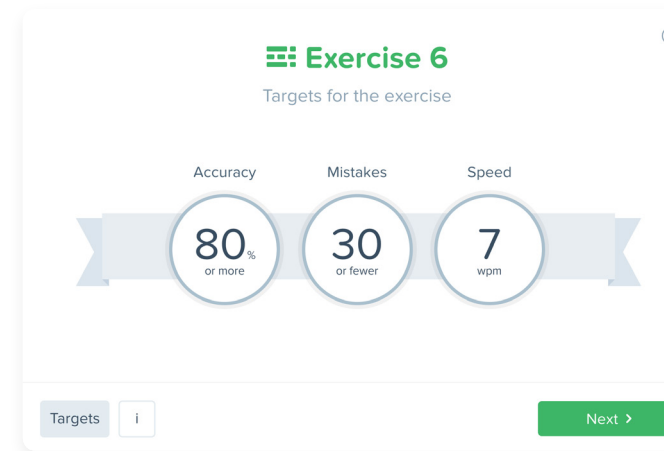 Exercise 6
Targets for the exercise
Accuracy Mistakes Speed
80% 30 7
or more or fewer wpm
Targets i Next >